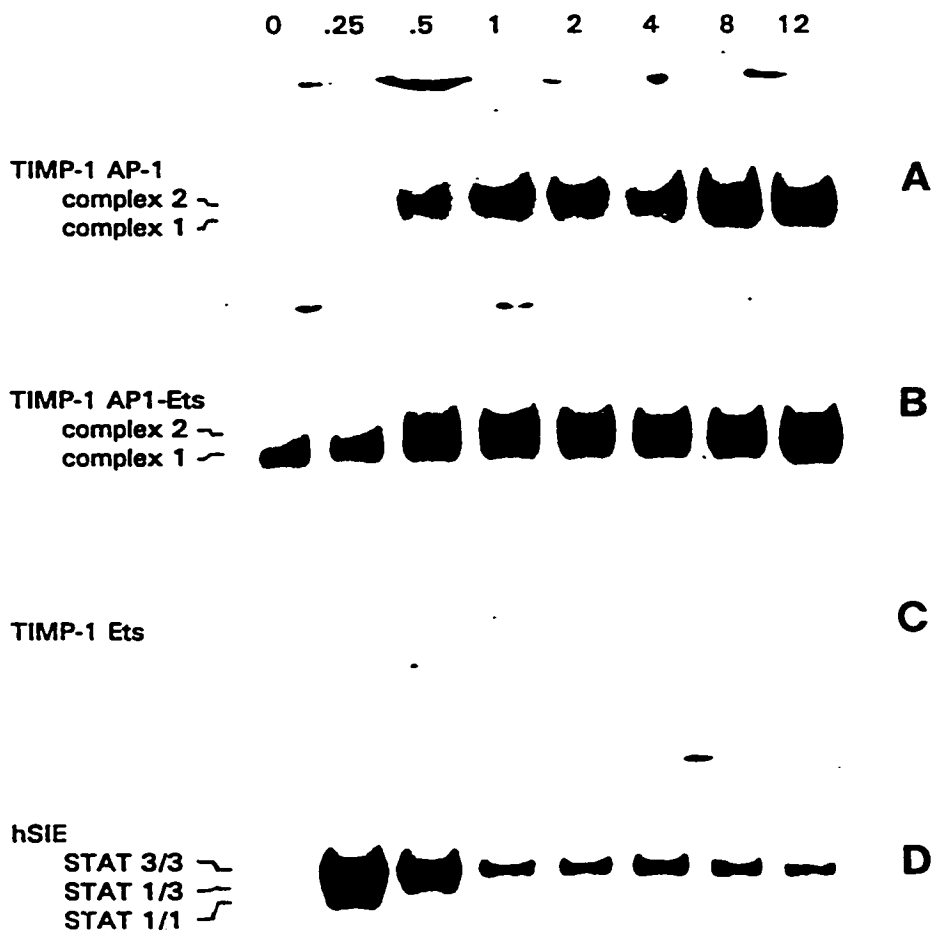 0 .25 .5 1 2 4 8 12
TIMP-1 AP-1
complex 2
complex 1
A
TIMP-1 AP1-Ets
complex 2
complex 1
B
TIMP-1 Ets
C
hSIE
STAT 3/3
STAT 1/3
STAT 1/1
D